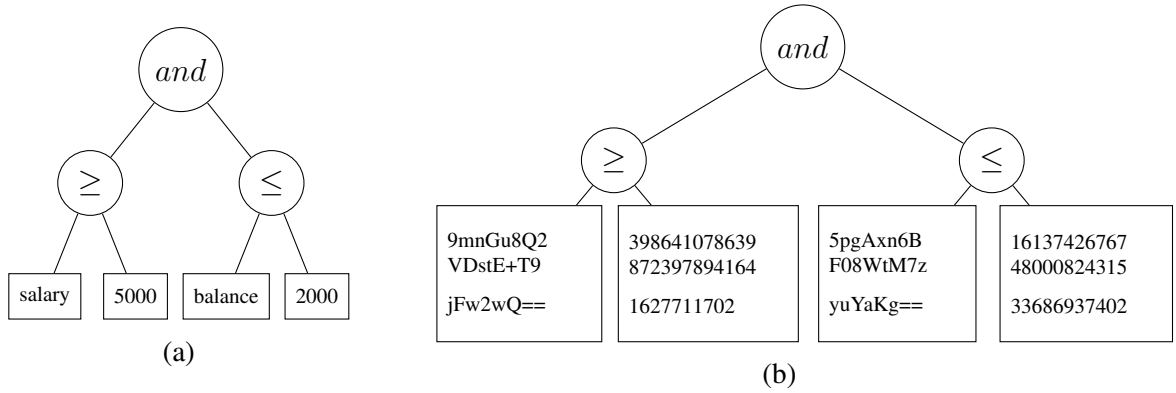 and
≥
≤
salary
5000
balance
2000
(a)
and
≥
≤
9mnGu8Q2
VDstE+T9
jFw2wQ==
398641078639
872397894164
1627711702
5pgAxn6B
F08WtM7z
yuYaKg==
16137426767
48000824315
33686937402
(b)